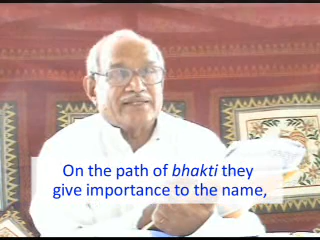 On the path of bhakti they
give importance to the name,